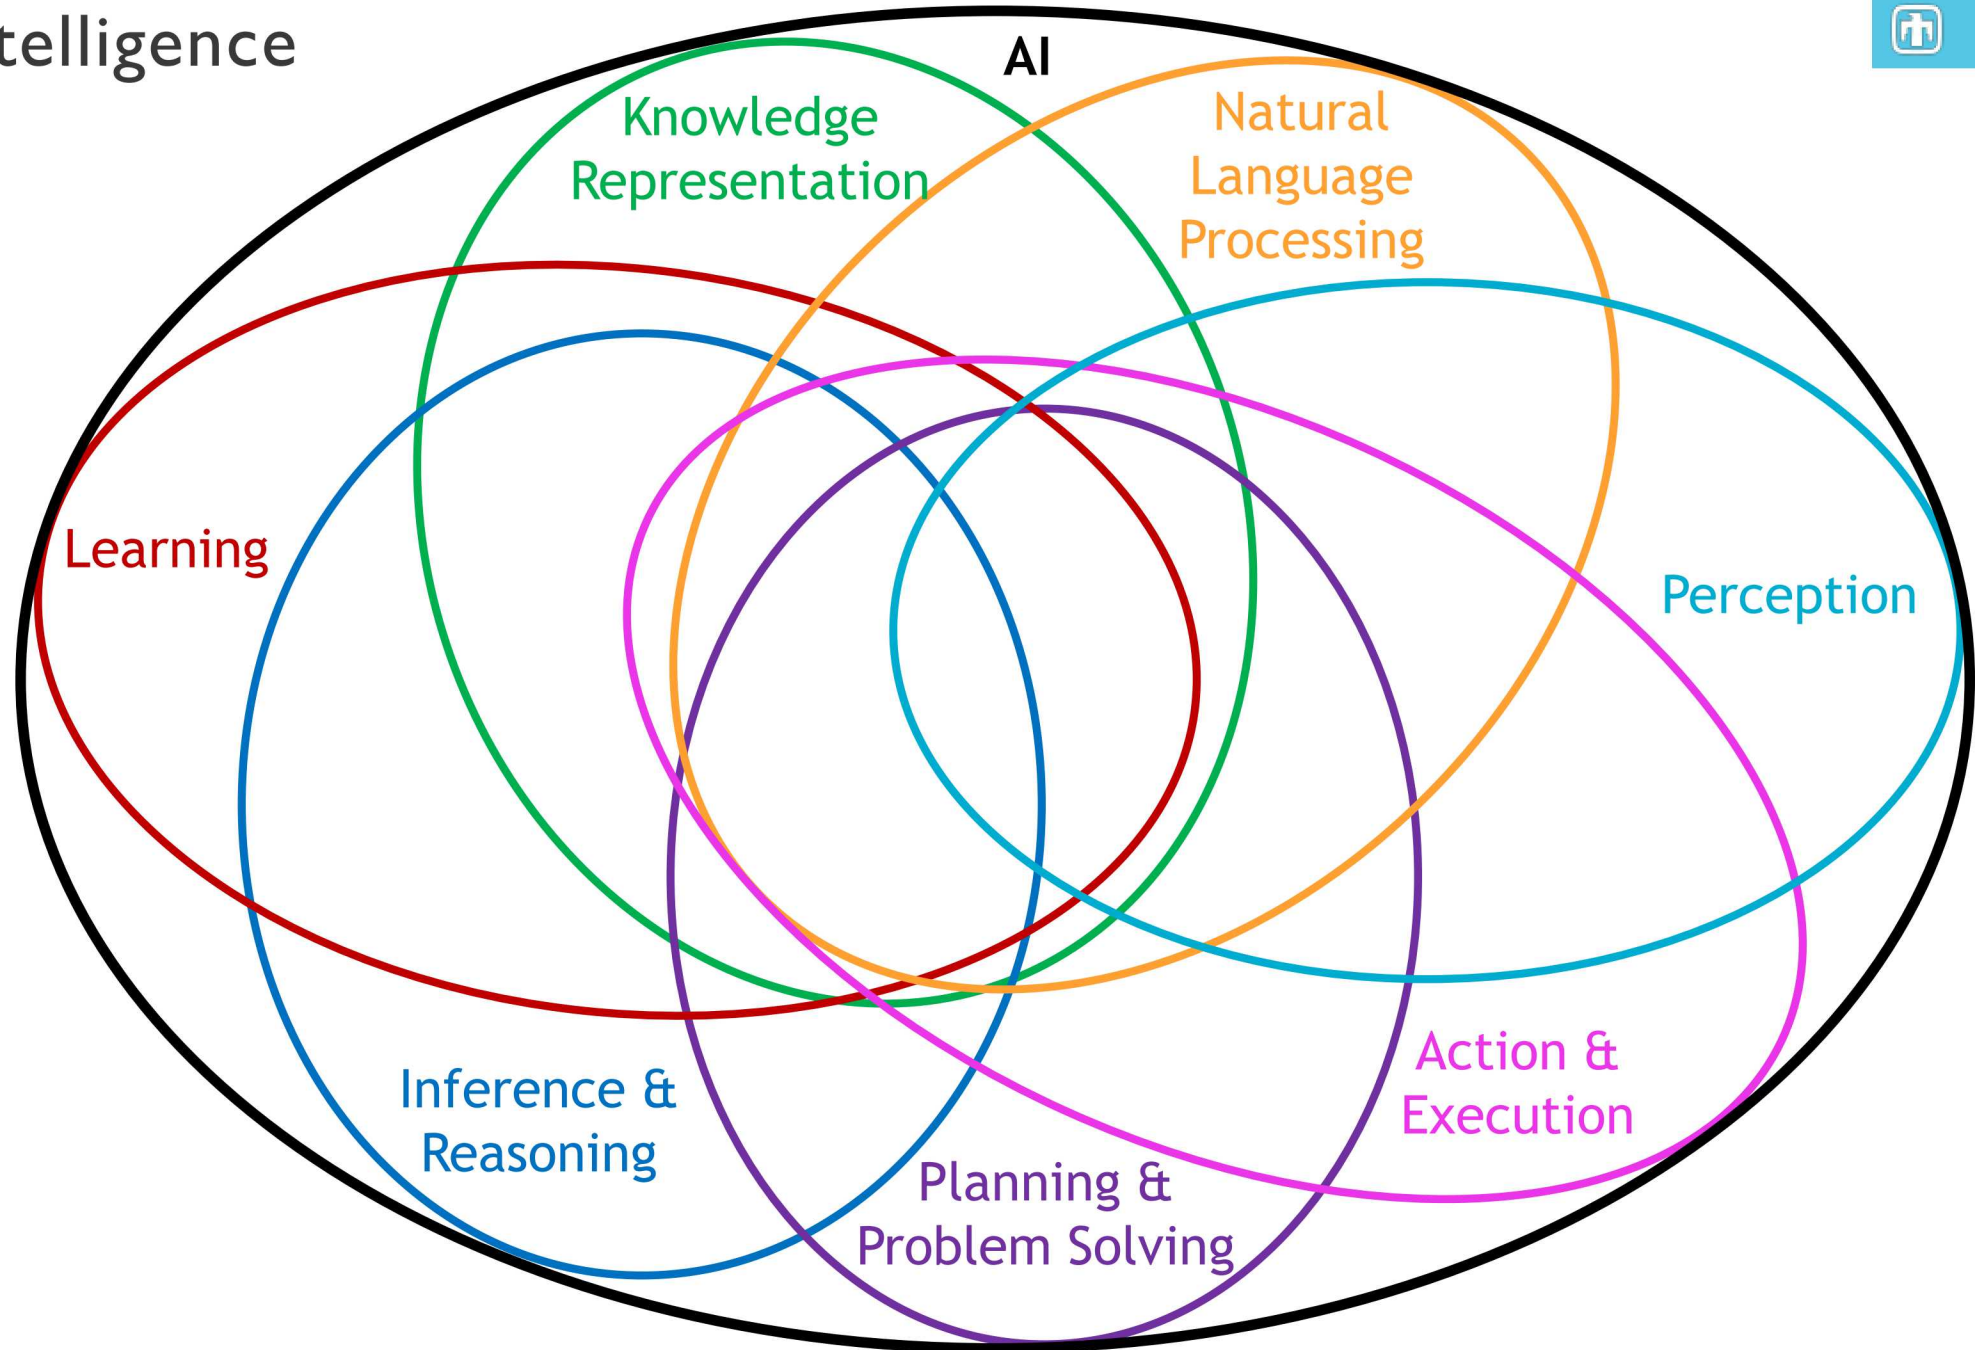 telligence
AI
Knowledge
Representation
Natural
Language
Processing
Learning
Perception
Inference &
Reasoning
Action &
Execution
Planning &
Problem Solving